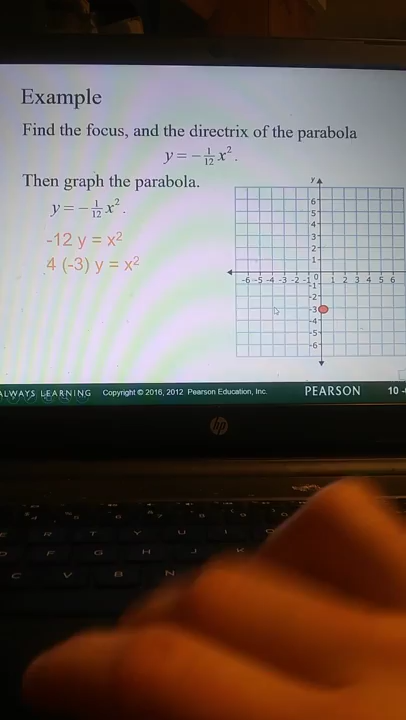 Example
Find the focus, and the directrix of the parabola
y = −1/12 x².
Then graph the parabola.
y = −1/12 x².
-12 y = x²
4 (-3) y = x²
y
6
5
4
3
2
1
-6 -5 -4 -3 -2 -1 0 1 2 3 4 5 6
-1
-2
-3
-4
-5
-6
ALWAYS LEARNING Copyright © 2016, 2012 Pearson Education, Inc. PEARSON 10 -
hp
R T Y U
F G H J K
C V B N